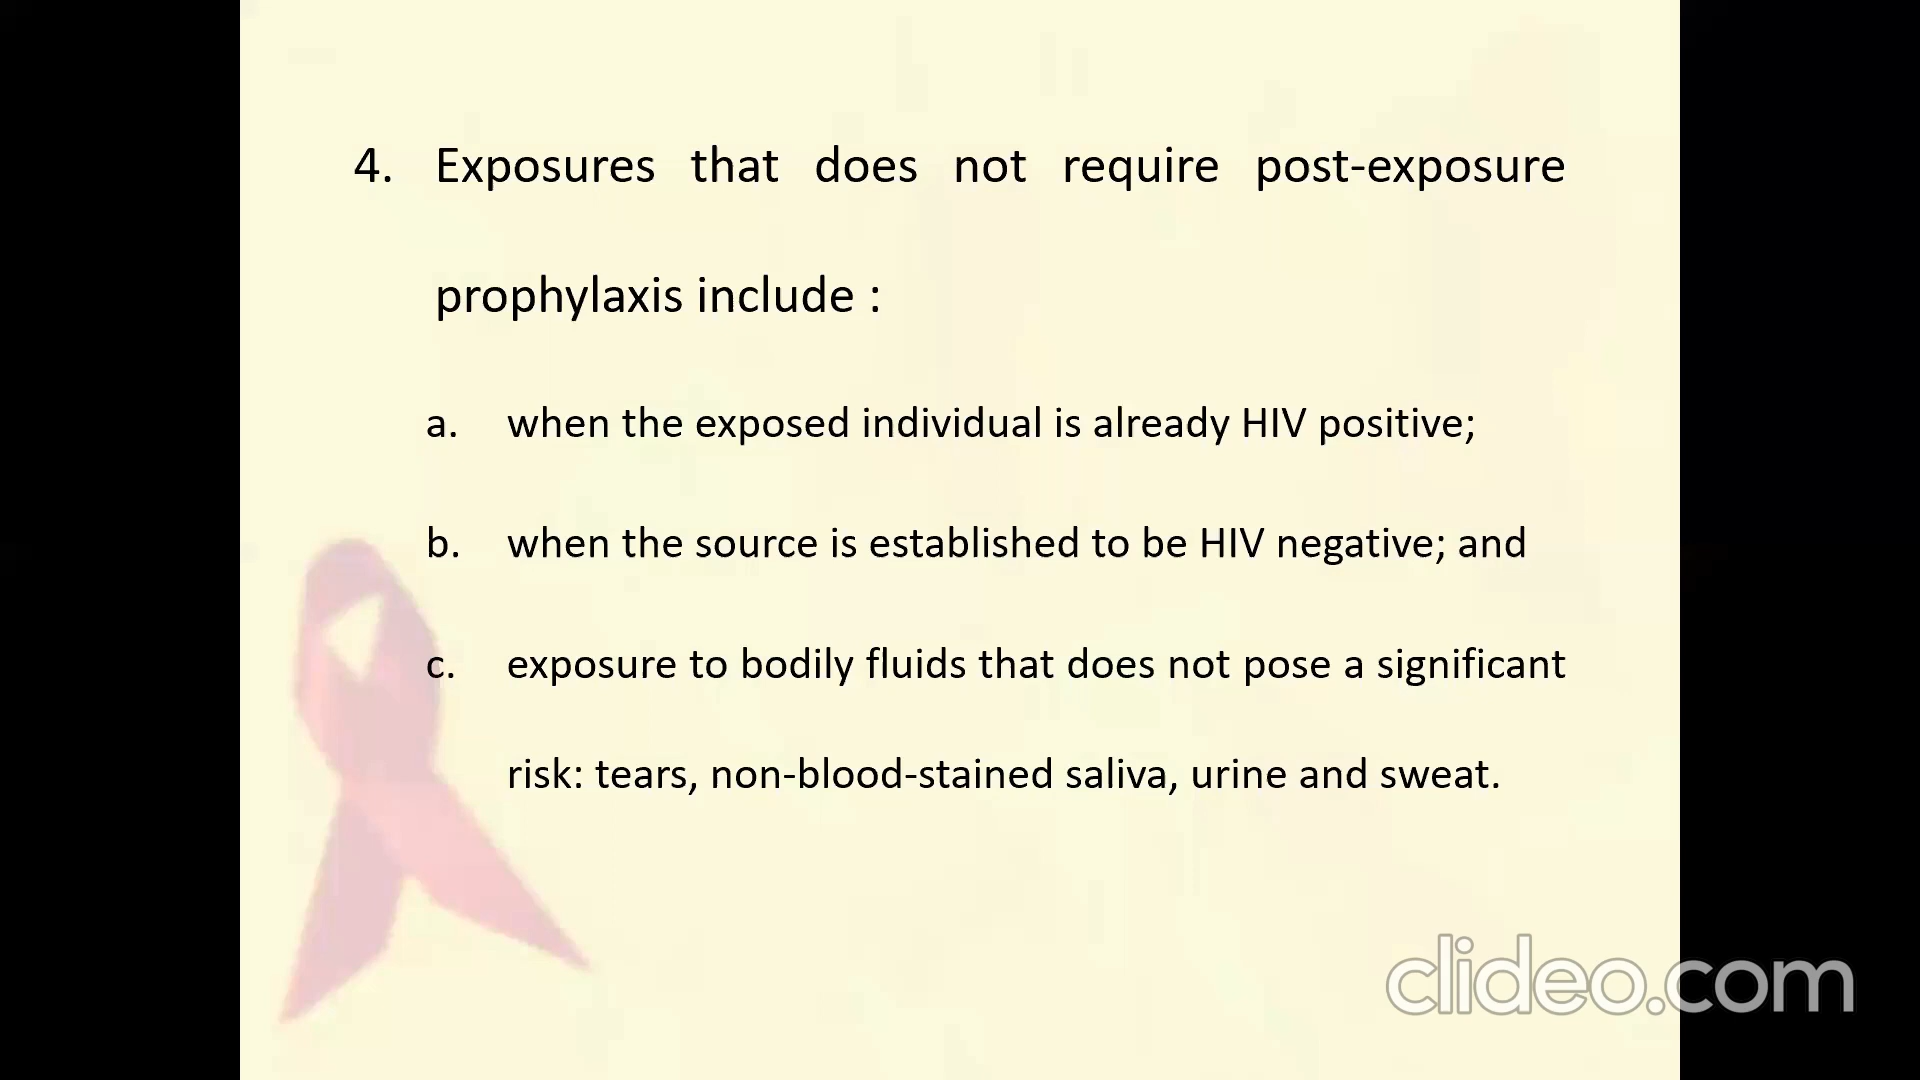 4. Exposures that does not require post-exposure
prophylaxis include :
a. when the exposed individual is already HIV positive;
b. when the source is established to be HIV negative; and
c. exposure to bodily fluids that does not pose a significant
risk: tears, non-blood-stained saliva, urine and sweat.
clideo.com